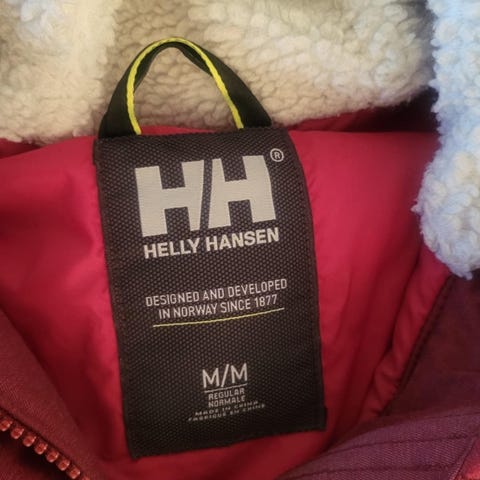 HH®
HELLY HANSEN
DESIGNED AND DEVELOPED
IN NORWAY SINCE 1877
M/M
REGULAR
NORMALE
MADE IN CHINA
FABRIQUÉ EN CHINE